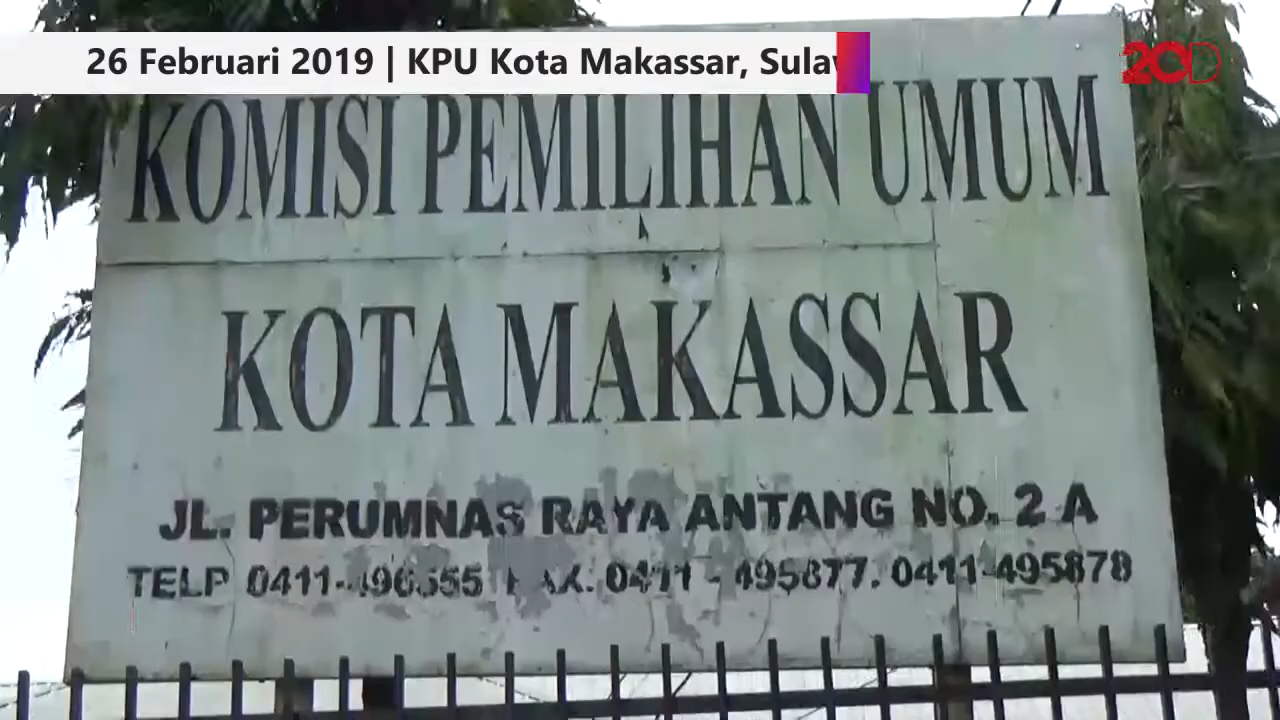 26 Februari 2019 | KPU Kota Makassar, Sula
20D
KOMISI PEMILIHAN UMUM
KOTA MAKASSAR
JL. PERUMNAS RAYA ANTANG NO. 2 A
TELP 0411-496555 FAX. 0411 - 495877. 0411-495878